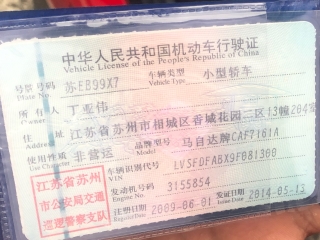 中华人民共和国机动车行驶证
Vehicle License of the People's Republic of China
号牌号码 苏EB99X7 车辆类型 小型轿车
Plate No. Vehicle Type
所有人 丁亚伟
Owner
住址 江苏省苏州市相城区香城花园二区13幢204室
Address
使用性质 非营运 品牌型号 马自达牌CAF7161A
Use Character Model
车辆识别代号 LVSFDFABX9F081388
VIN
发动机号码 3155854
Engine No.
注册日期 2009-06-01 发证日期 2014-05-15
Register Date Issue Date
江苏省苏州
市公安局交通
巡逻警察支队